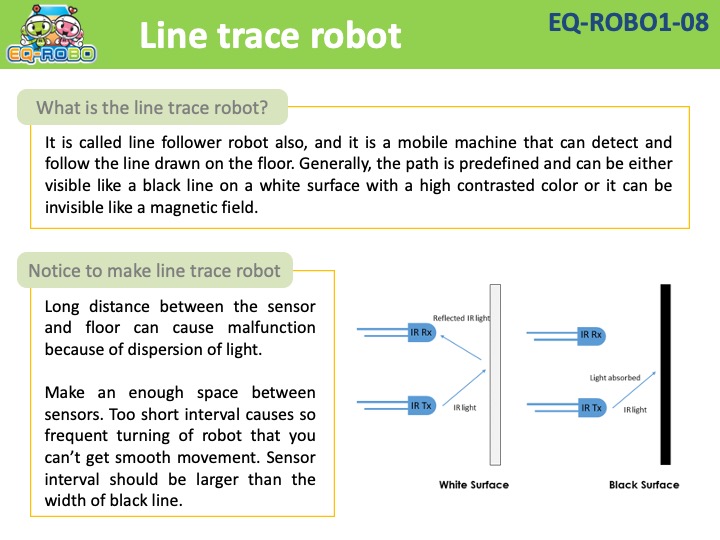 EQ-ROBO
Line trace robot
EQ-ROBO1-08
What is the line trace robot?
It is called line follower robot also, and it is a mobile machine that can detect and
follow the line drawn on the floor. Generally, the path is predefined and can be either
visible like a black line on a white surface with a high contrasted color or it can be
invisible like a magnetic field.
Notice to make line trace robot
Long distance between the sensor
and floor can cause malfunction
because of dispersion of light.
Make an enough space between
sensors. Too short interval causes so
frequent turning of robot that you
can’t get smooth movement. Sensor
interval should be larger than the
width of black line.
Reflected IR light
IR Rx
IR Tx
IR light
White Surface
IR Rx
Light absorbed
IR Tx
IR light
Black Surface